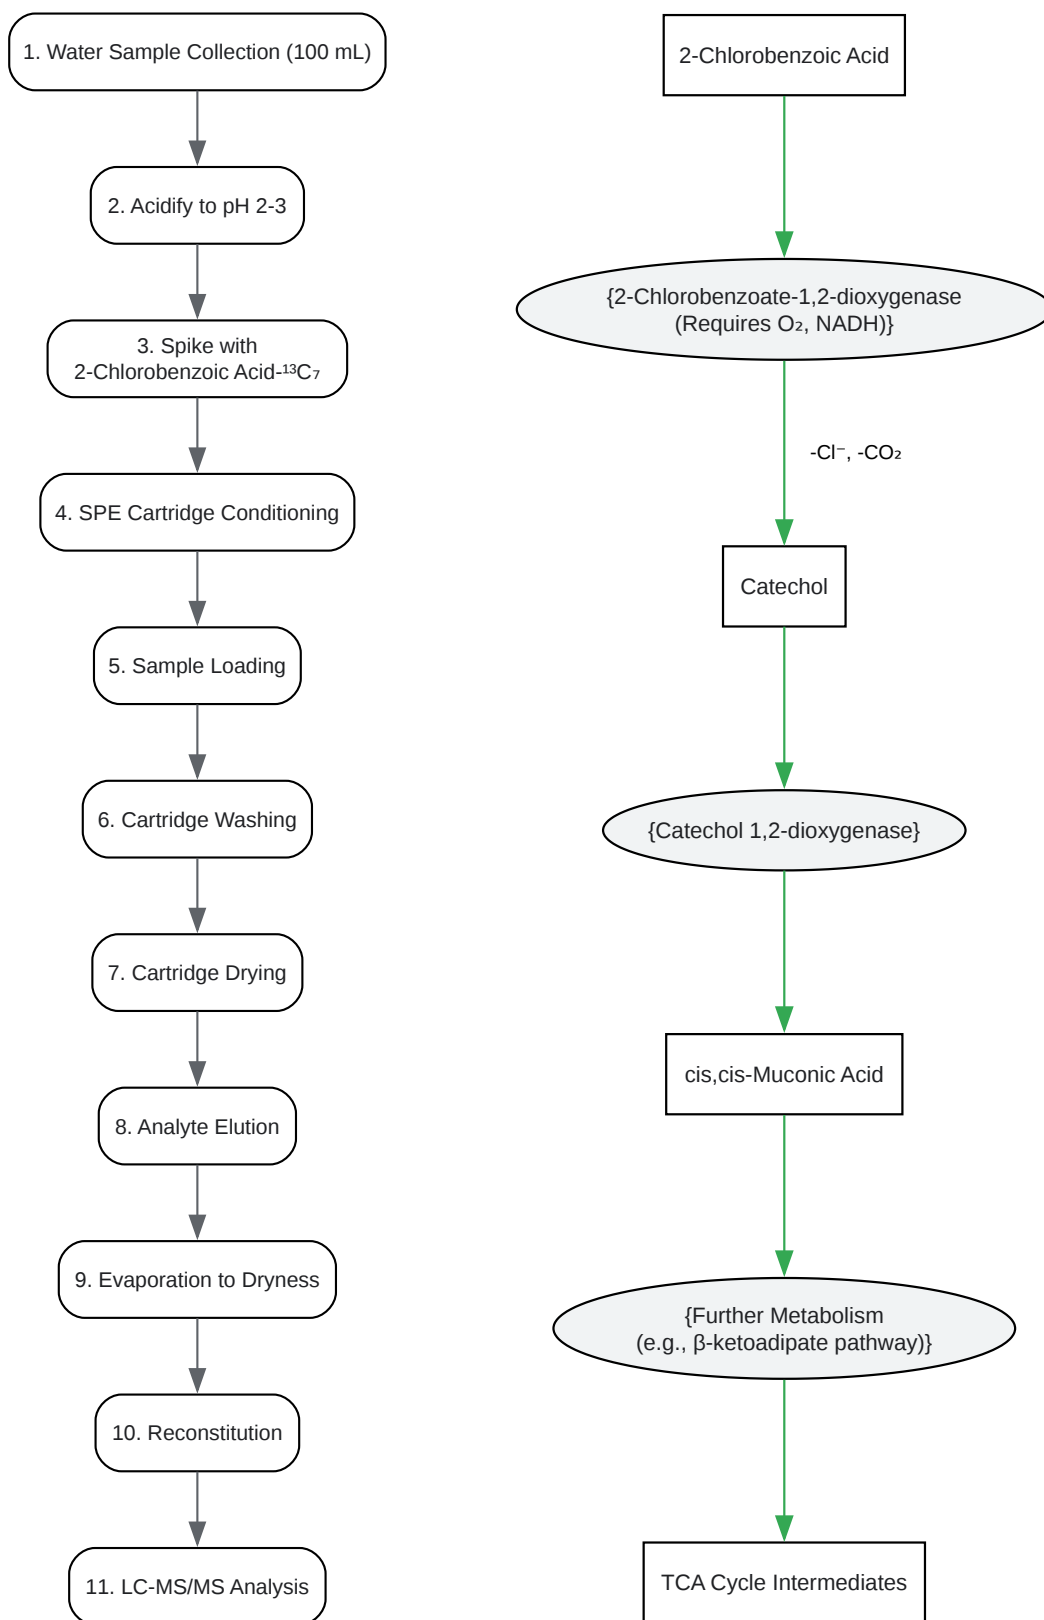 1. Water Sample Collection (100 mL)
2. Acidify to pH 2-3
3. Spike with
2-Chlorobenzoic Acid-¹³C₇
4. SPE Cartridge Conditioning
5. Sample Loading
6. Cartridge Washing
7. Cartridge Drying
8. Analyte Elution
9. Evaporation to Dryness
10. Reconstitution
11. LC-MS/MS Analysis
2-Chlorobenzoic Acid
{2-Chlorobenzoate-1,2-dioxygenase
(Requires O₂, NADH)}
-Cl⁻, -CO₂
Catechol
{Catechol 1,2-dioxygenase}
cis,cis-Muconic Acid
{Further Metabolism
(e.g., β-ketoadipate pathway)}
TCA Cycle Intermediates